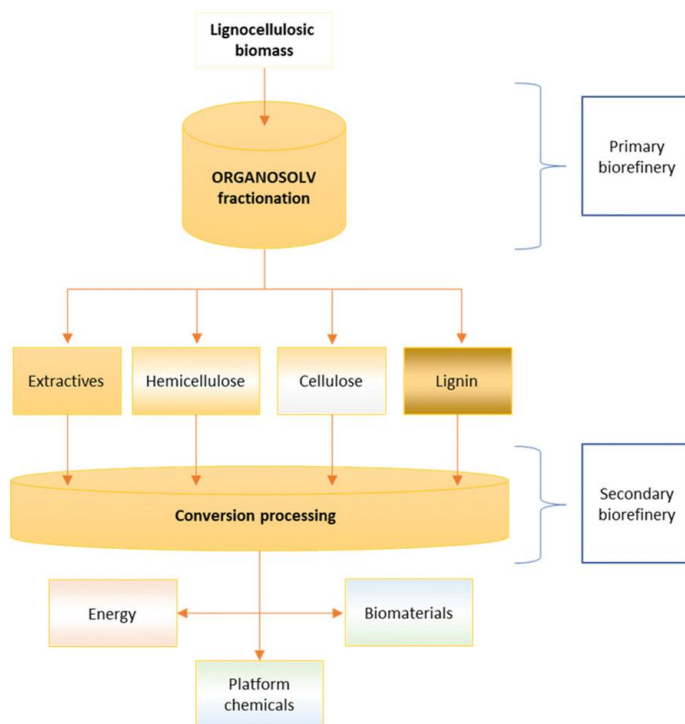 Lignocellulosic
biomass
ORGANOSOLV
fractionation
Primary
biorefinery
Extractives
Hemicellulose
Cellulose
Lignin
Conversion processing
Secondary
biorefinery
Energy
Biomaterials
Platform
chemicals